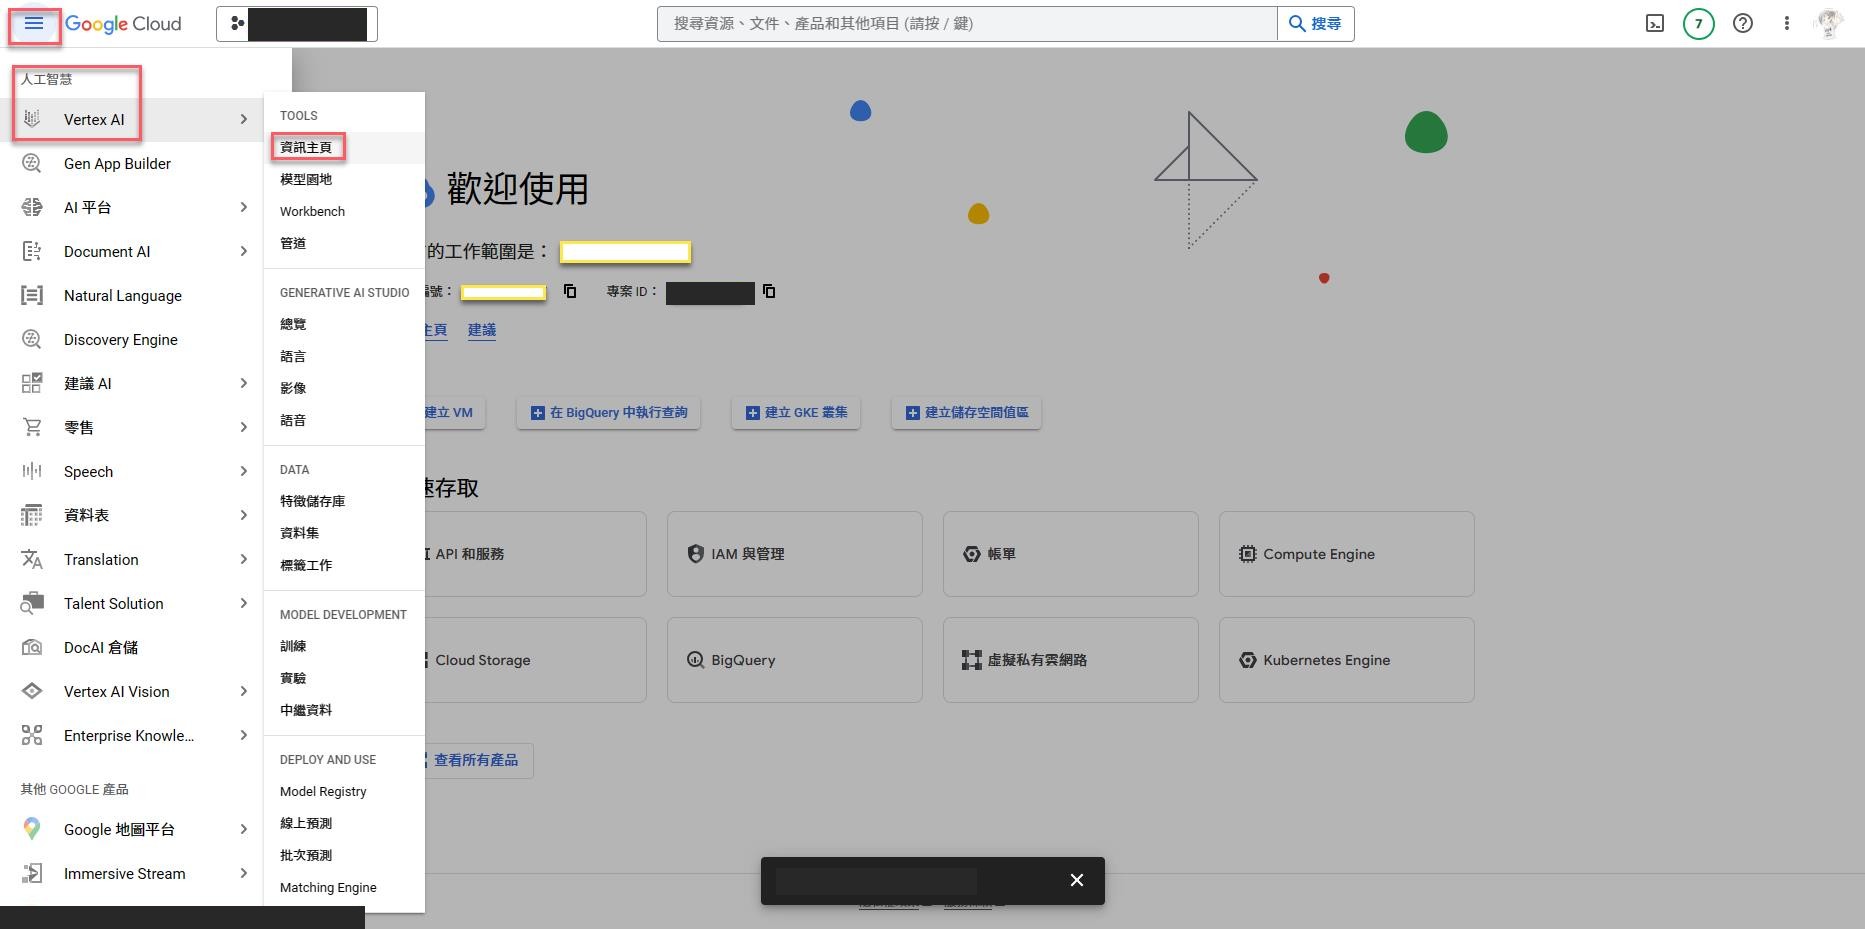 Google Cloud
搜尋資源、文件、產品和其他項目 (請按 / 鍵)
搜尋
7
人工智慧
Vertex AI
Gen App Builder
AI 平台
Document AI
Natural Language
Discovery Engine
建議 AI
零售
Speech
資料表
Translation
Talent Solution
DocAI 倉儲
Vertex AI Vision
Enterprise Knowle...
其他 GOOGLE 產品
Google 地圖平台
Immersive Stream
TOOLS
資訊主頁
模型園地
Workbench
管道
GENERATIVE AI STUDIO
總覽
語言
影像
語音
DATA
特徵儲存庫
資料集
標籤工作
MODEL DEVELOPMENT
訓練
實驗
中繼資料
DEPLOY AND USE
Model Registry
線上預測
批次預測
Matching Engine
歡迎使用
的工作範圍是：
編號： 專案 ID：
主頁 建議
建立 VM
在 BigQuery 中執行查詢
建立 GKE 叢集
建立儲存空間值區
速存取
API 和服務
IAM 與管理
帳單
Compute Engine
Cloud Storage
BigQuery
虛擬私有雲網路
Kubernetes Engine
查看所有產品